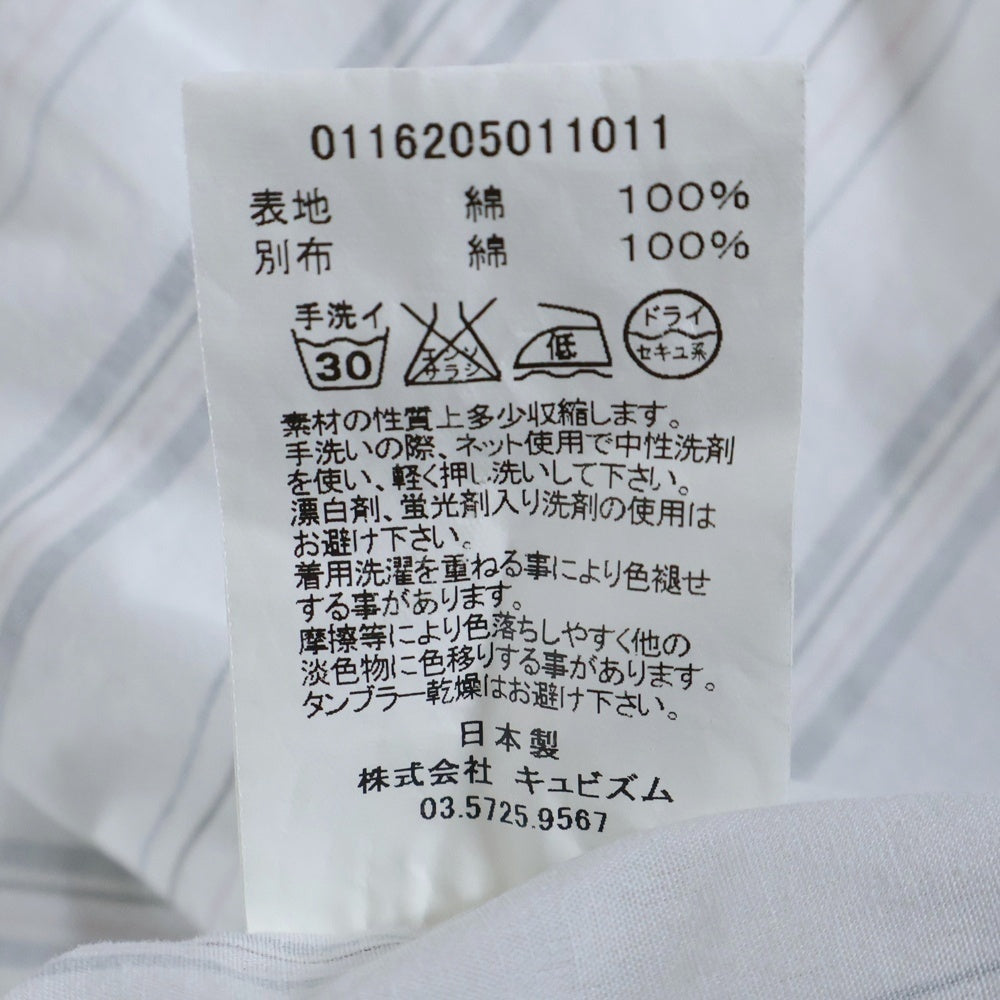 0116205011011
表地 綿 100%
別布 綿 100%
手洗イ 30 エンソサラシ 低 ドライ セキユ系
素材の性質上多少収縮します。
手洗いの際、ネット使用で中性洗剤
を使い、軽く押し洗いして下さい。
漂白剤、蛍光剤入り洗剤の使用は
お避け下さい。
着用洗濯を重ねる事により色褪せ
する事があります。
摩擦等により色落ちしやすく他の
淡色物に色移りする事があります。
タンブラー乾燥はお避け下さい。
日本製
株式会社 キュビズム
03.5725.9567